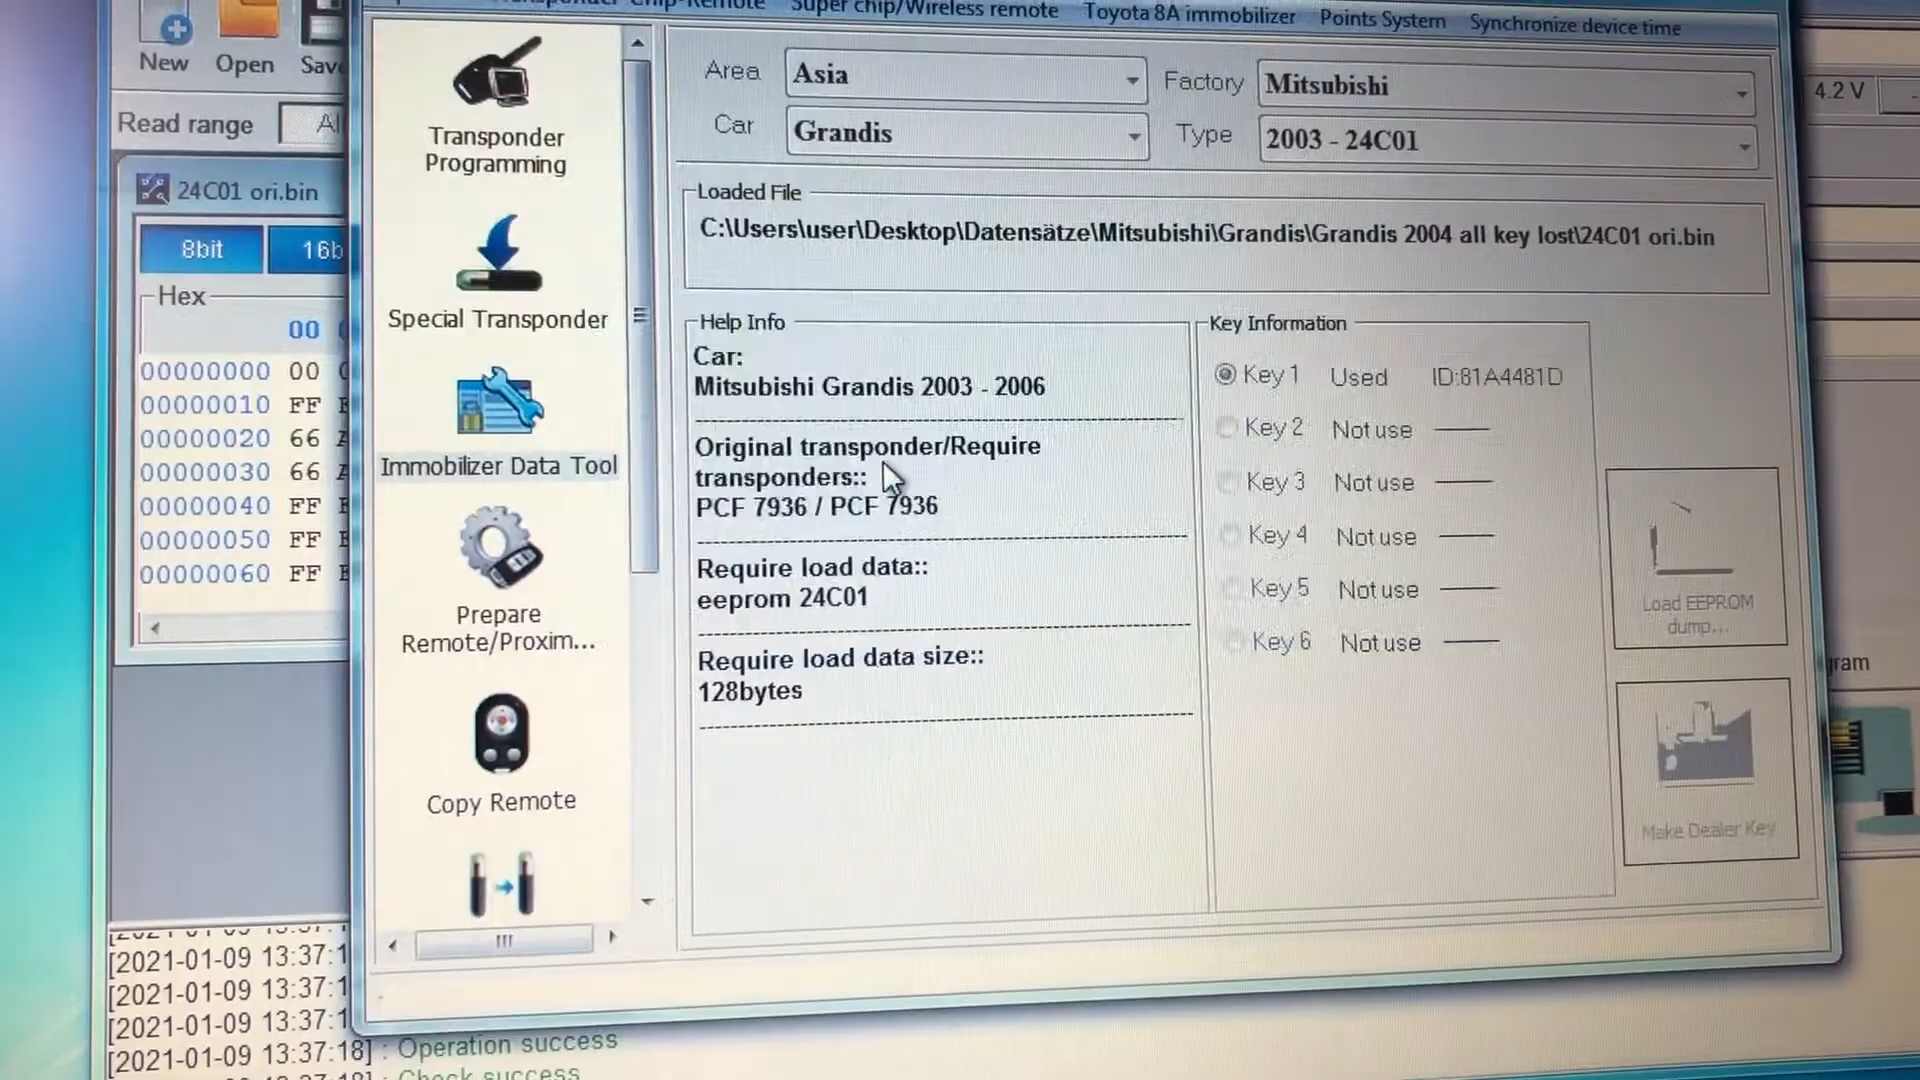 Super chip/Wireless remote Toyota 8A immobilizer Points System Synchronize device time
New Open Save
Read range
24C01 ori.bin
8bit 16b
Hex
00
00000000 00
00000010 FF
00000020 66
00000030 66
00000040 FF
00000050 FF
00000060 FF
Transponder
Programming
Special Transponder
Immobilizer Data Tool
Prepare
Remote/Proxim...
Copy Remote
Area Asia Factory Mitsubishi
Car Grandis Type 2003 - 24C01
Loaded File
C:\Users\user\Desktop\Datensätze\Mitsubishi\Grandis\Grandis 2004 all key lost\24C01 ori.bin
Help Info
Car:
Mitsubishi Grandis 2003 - 2006
Original transponder/Require
transponders::
PCF 7936 / PCF 7936
Require load data::
eeprom 24C01
Require load data size::
128bytes
Key Information
Key 1 Used ID:81A4481D
Key 2 Not use
Key 3 Not use
Key 4 Not use
Key 5 Not use
Key 6 Not use
Load EEPROM
dump...
Make Dealer Key
4.2 V
gram
[2021-01-09 13:37:1
[2021-01-09 13:37:1
[2021-01-09 13:37:1
[2021-01-09 13:37:18] : Operation success
Check success